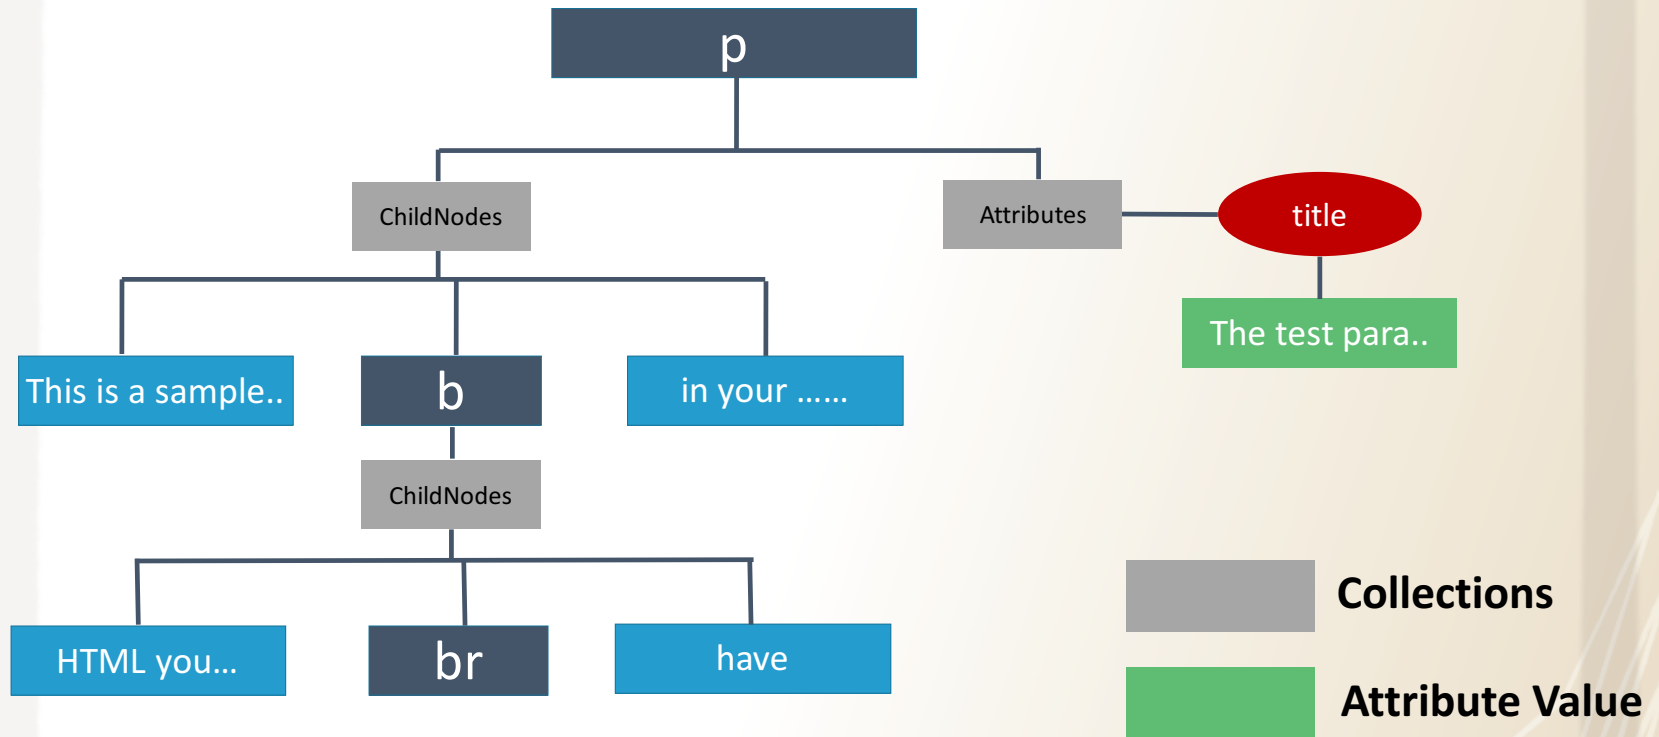 p
ChildNodes
Attributes
title
The test para..
This is a sample..
b
in your ......
ChildNodes
HTML you...
br
have
Collections
Attribute Value